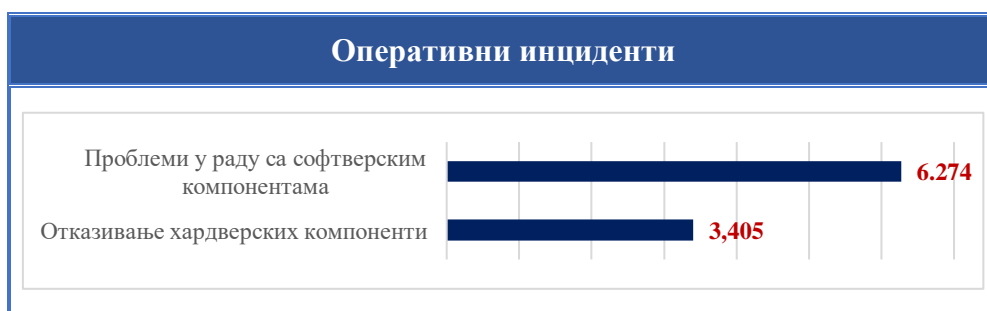 Оперативни инциденти
Проблеми у раду са софтверским
компонентама
6.274
Отказивање хардверских компоненти
3,405